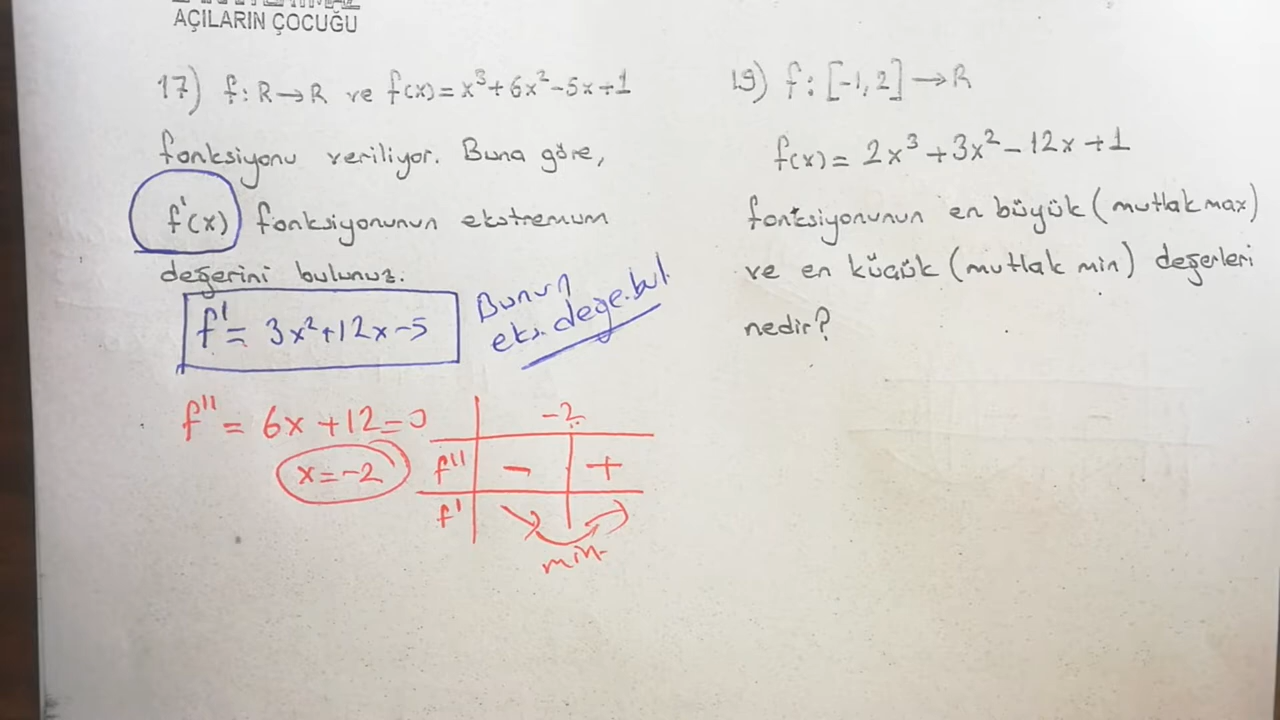 AÇILARIN ÇOCUĞU
17) f: R→R ve f(x)=x³+6x²-5x+1
fonksiyonu veriliyor. Buna göre,
f'(x) fonksiyonunun ekstremum
değerini bulunuz.
f'= 3x²+12x-5
Bunun
eks. değe. bul.
f''= 6x+12=0
x=-2
-2
f'' - +
f'
min.
19) f: [-1,2]→R
f(x)= 2x³+3x²-12x+1
fonksiyonunun en büyük (mutlak max)
ve en küçük (mutlak min) değerleri
nedir?